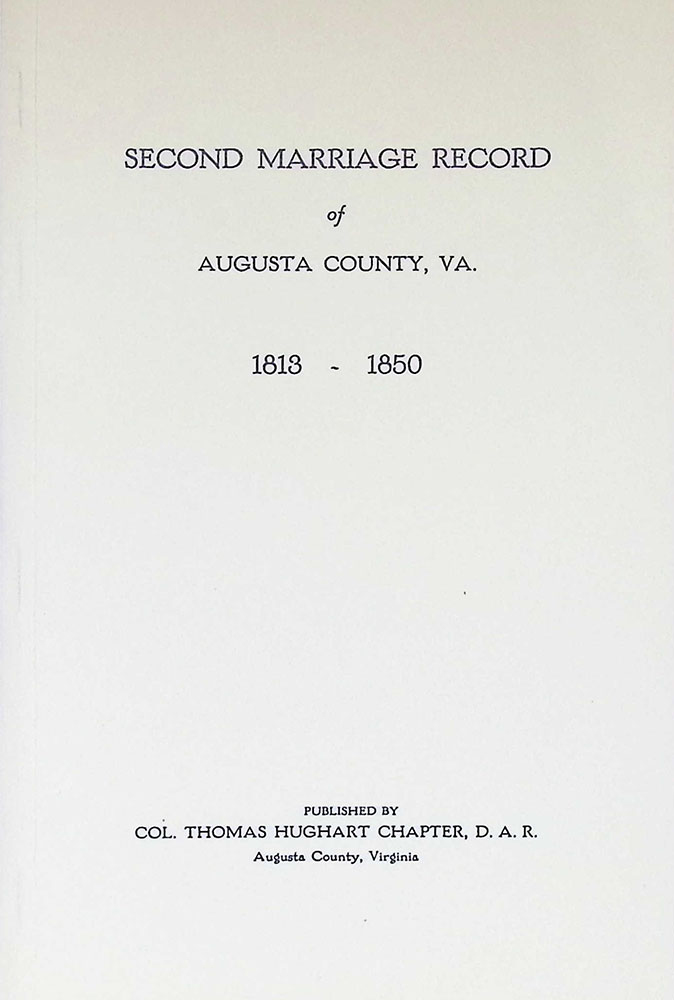 SECOND MARRIAGE RECORD
of
AUGUSTA COUNTY, VA.
1813 - 1850
PUBLISHED BY
COL. THOMAS HUGHART CHAPTER, D. A. R.
Augusta County, Virginia